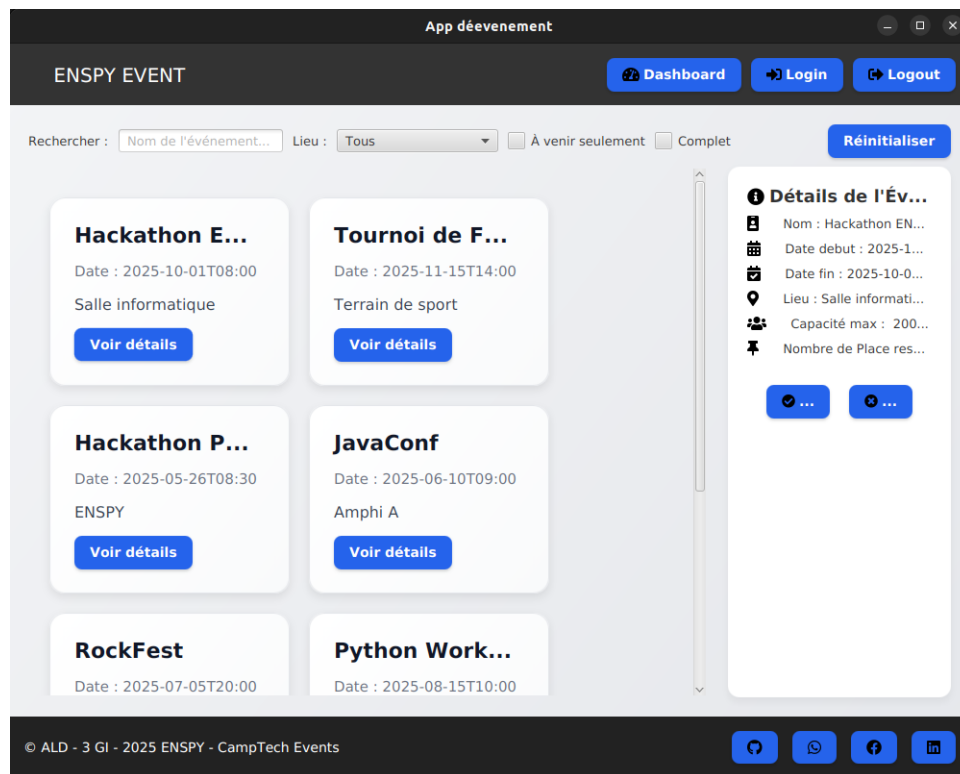 App déevenement
ENSPY EVENT
Dashboard
Login
Logout
Rechercher :
Nom de l'événement...
Lieu :
Tous
À venir seulement
Complet
Réinitialiser
Hackathon E...
Date : 2025-10-01T08:00
Salle informatique
Voir détails
Tournoi de F...
Date : 2025-11-15T14:00
Terrain de sport
Voir détails
Hackathon P...
Date : 2025-05-26T08:30
ENSPY
Voir détails
JavaConf
Date : 2025-06-10T09:00
Amphi A
Voir détails
RockFest
Date : 2025-07-05T20:00
Python Work...
Date : 2025-08-15T10:00
Détails de l'Év...
Nom : Hackathon EN...
Date debut : 2025-1...
Date fin : 2025-10-0...
Lieu : Salle informati...
Capacité max : 200...
Nombre de Place res...
...
...
© ALD - 3 GI - 2025 ENSPY - CampTech Events